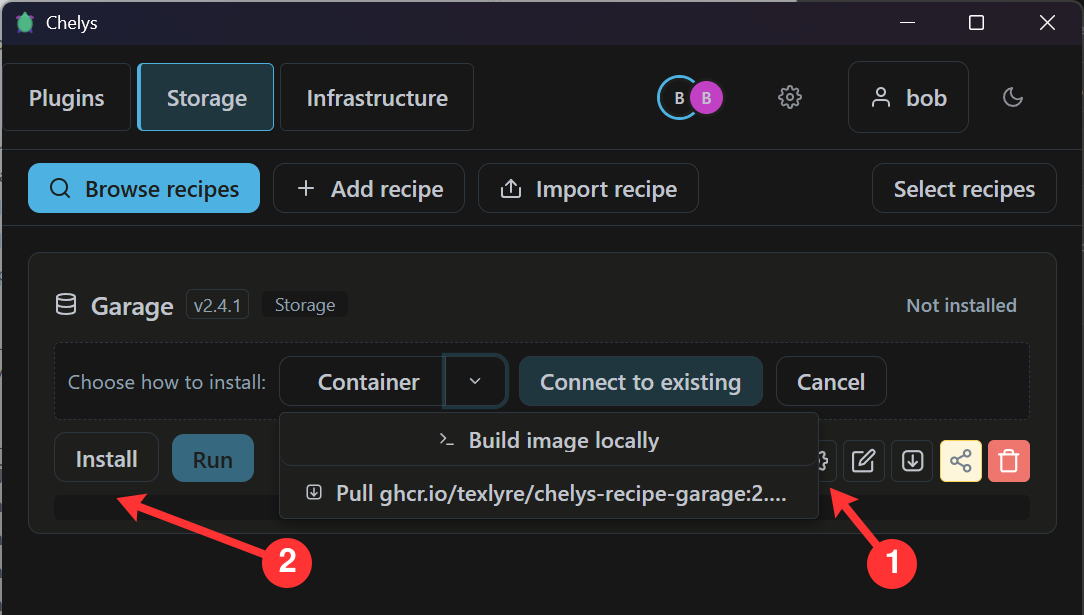 Chelys
Plugins Storage Infrastructure B B bob
Browse recipes Add recipe Import recipe Select recipes
Garage v2.4.1 Storage Not installed
Choose how to install: Container Connect to existing Cancel
Build image locally
Install Run
Pull ghcr.io/texlyre/chelys-recipe-garage:2....
2 1